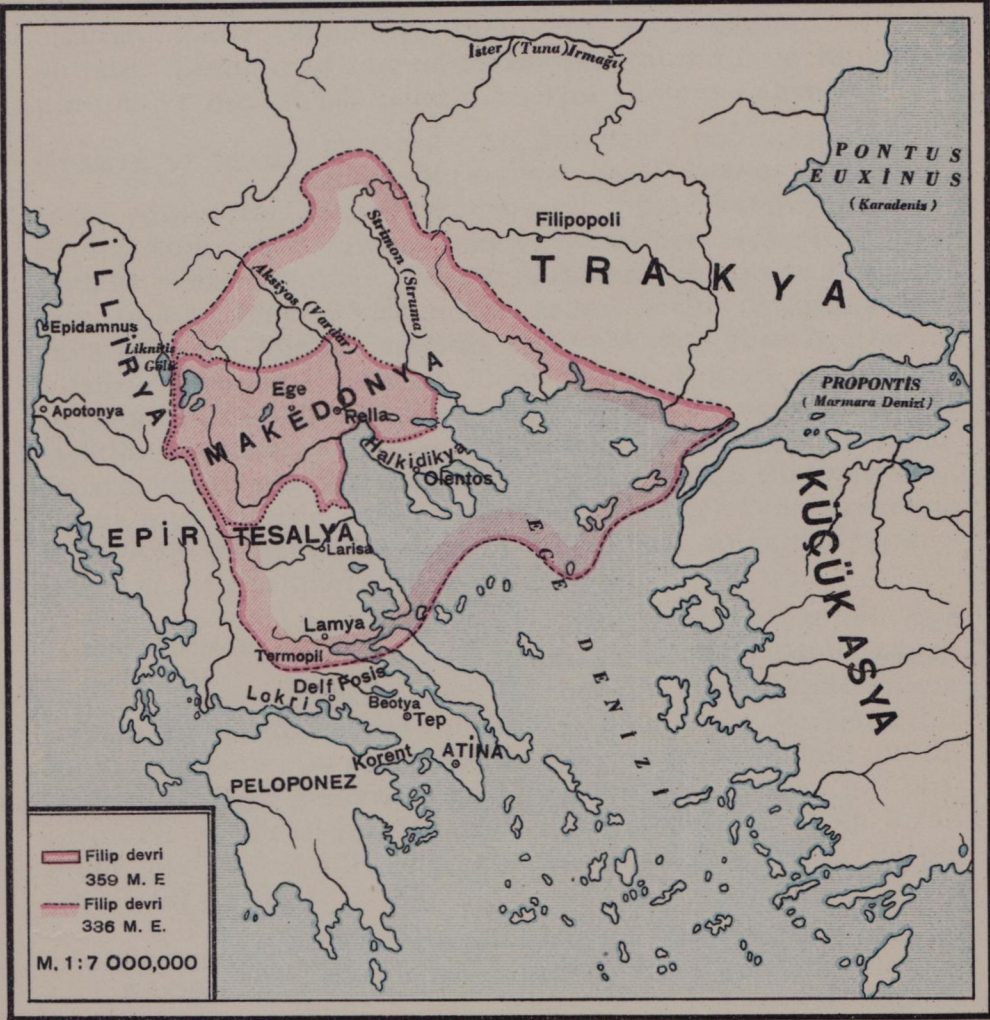 İster (Tuna) Irmağı
PONTUS
EUXİNUS
(Karadeniz)
Filipopoli
TRAKYA
Strimon (Struma)
Aksiyos (Vardar)
İLLİRYA
Epidamnus
Liknitis
Gölü
Apotonya
Ege
Rella
MAKEDONYA
PROPONTİS
(Marmara Denizi)
Halkidikya
Olentos
KÜÇÜK ASYA
EGE DENİZİ
EPİR
TESALYA
Larisa
Lamya
Termopil
Lokri
Delf
Fosis
Beotya
Tep
Korent
ATİNA
PELOPONEZ
Filip devri
359 M. E
Filip devri
336 M. E.
M. 1:7 000,000